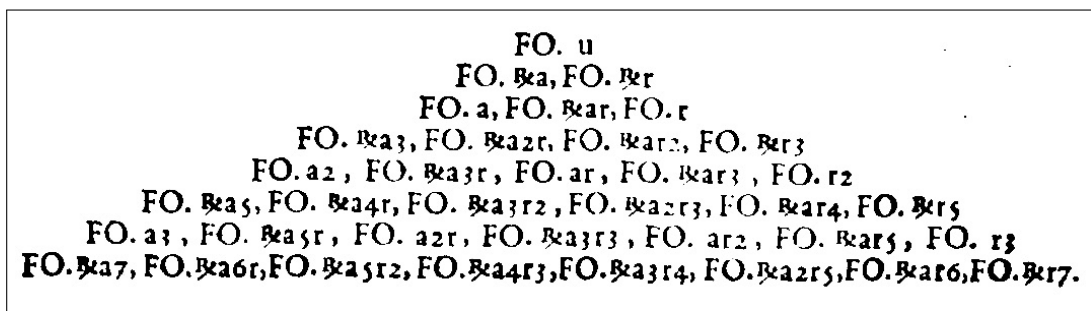 FO. u
FO. ℞a, FO. ℞r
FO. a, FO. ℞ar, FO. r
FO. ℞a3, FO. ℞a2r, FO. ℞ar2, FO. ℞r3
FO. a2, FO. ℞a3r, FO. ar, FO. ℞ar3, FO. r2
FO. ℞a5, FO. ℞a4r, FO. ℞a3r2, FO. ℞a2r3, FO. ℞ar4, FO. ℞r5
FO. a3, FO. ℞a5r, FO. a2r, FO. ℞a3r3, FO. ar2, FO. ℞ar5, FO. r3
FO.℞a7, FO.℞a6r, FO.℞a5r2, FO.℞a4r3, FO.℞a3r4, FO.℞a2r5, FO.℞ar6, FO.℞r7.